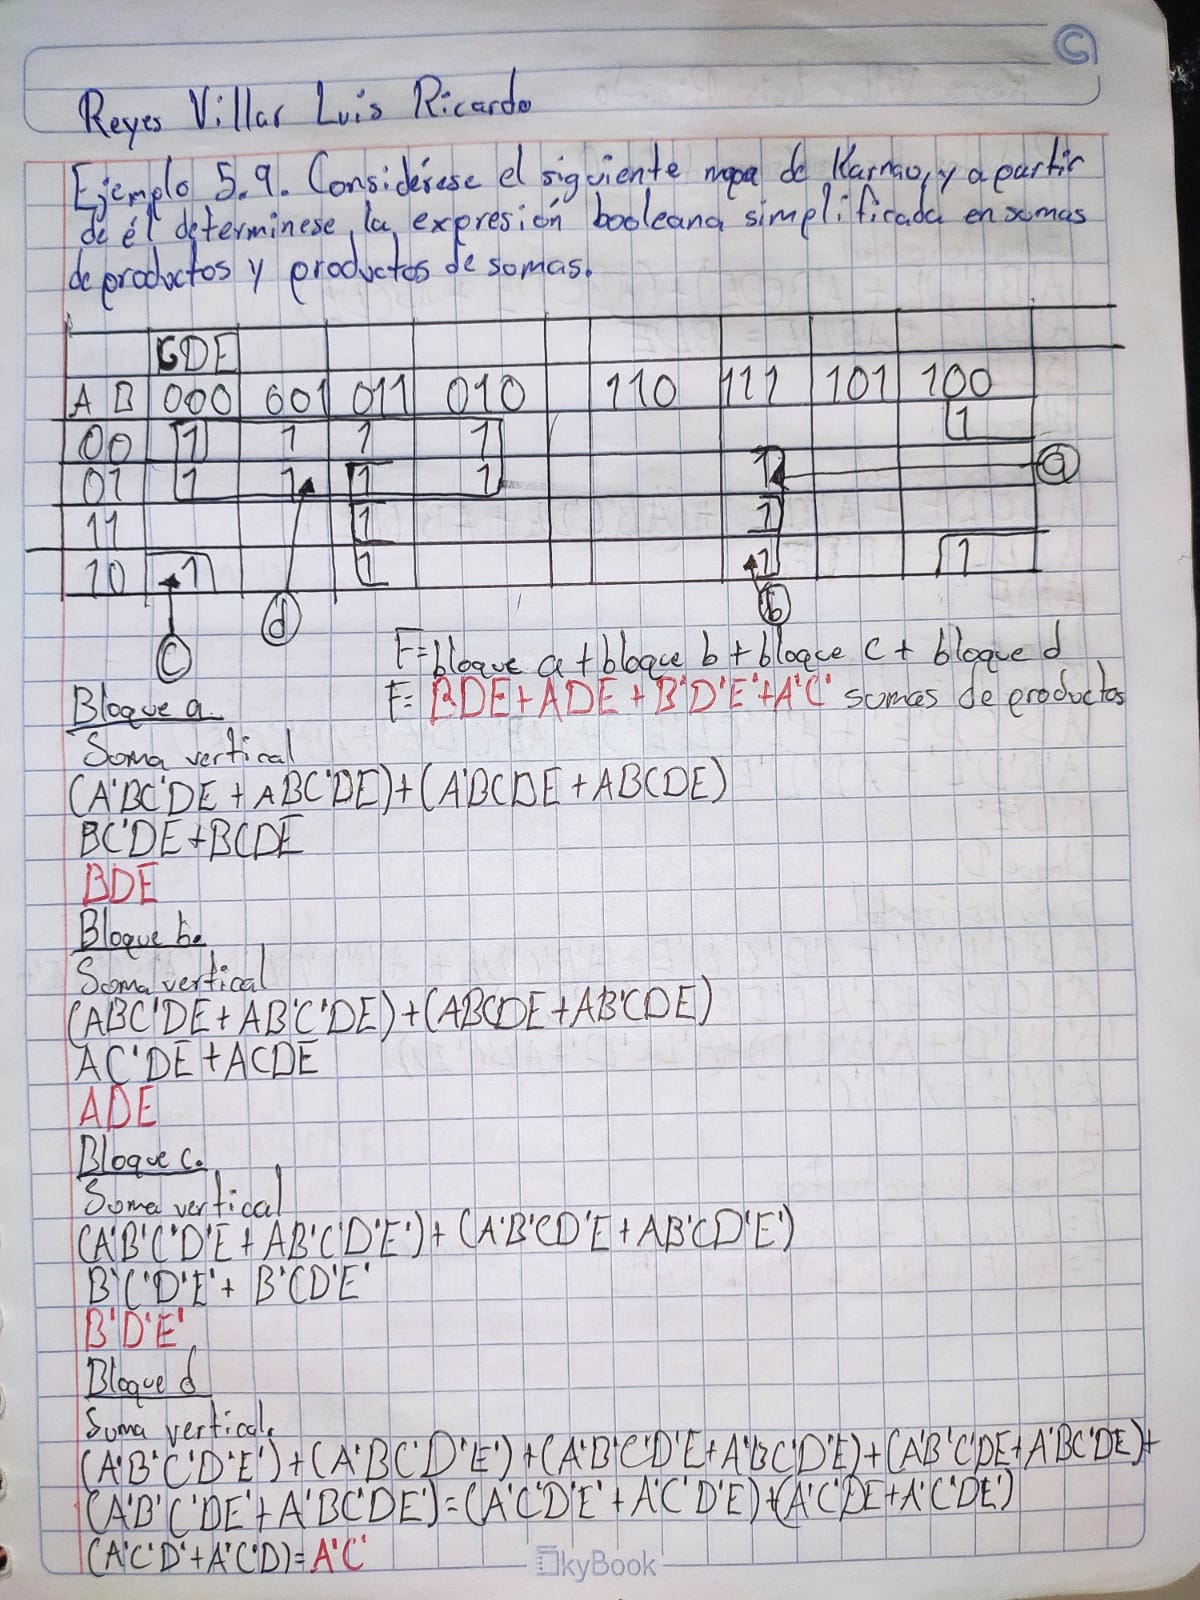 Reyes Villar Luis Ricardo
Ejemplo 5.9. Considérese el siguiente mapa de Karnao, y a partir
de él determinese la expresión booleana simplificada en sumas
de productos y productos de sumas.
CDE
A B 000 001 011 010 110 111 101 100
00 1 1 1 1 1
01 1 1 1 1 1 a
11 1 1
10 1 1 1 1
c d b
F= bloque a + bloque b + bloque c + bloque d
F= BDE + ADE + B'D'E' + A'C' sumas de productos
Bloque a.
Suma vertical
(A'BC'DE + ABC'DE) + (A'BCDE + ABCDE)
BC'DE + BCDE
BDE
Bloque b.
Suma vertical
(ABC'DE + AB'C'DE) + (ABCDE + AB'CDE)
AC'DE + ACDE
ADE
Bloque c.
Suma vertical
(A'B'C'D'E + AB'C'D'E') + (A'B'CD'E + AB'CD'E')
B'C'D'E' + B'CD'E'
B'D'E'
Bloque d
Suma vertical.
(A'B'C'D'E') + (A'BC'D'E') + (A'B'C'D'E + A'BC'D'E) + (A'B'C'DE + A'BC'DE) +
(A'B'C'DE' + A'BC'DE') = (A'C'D'E' + A'C'D'E) + (A'C'DE + A'C'DE')
(A'C'D' + A'C'D) = A'C'
SkyBook